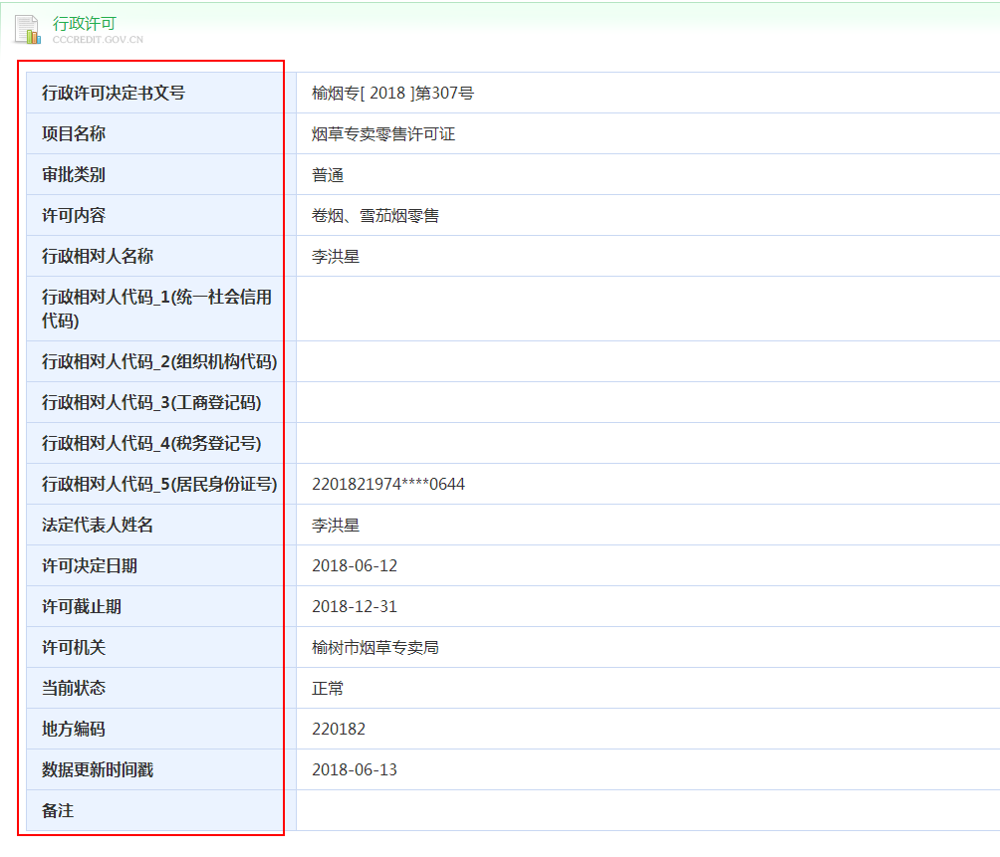 行政许可
CCCREDIT.GOV.CN
行政许可决定书文号 榆烟专[ 2018 ]第307号
项目名称 烟草专卖零售许可证
审批类别 普通
许可内容 卷烟、雪茄烟零售
行政相对人名称 李洪星
行政相对人代码_1(统一社会信用
代码)
行政相对人代码_2(组织机构代码)
行政相对人代码_3(工商登记码)
行政相对人代码_4(税务登记号)
行政相对人代码_5(居民身份证号) 2201821974****0644
法定代表人姓名 李洪星
许可决定日期 2018-06-12
许可截止期 2018-12-31
许可机关 榆树市烟草专卖局
当前状态 正常
地方编码 220182
数据更新时间戳 2018-06-13
备注